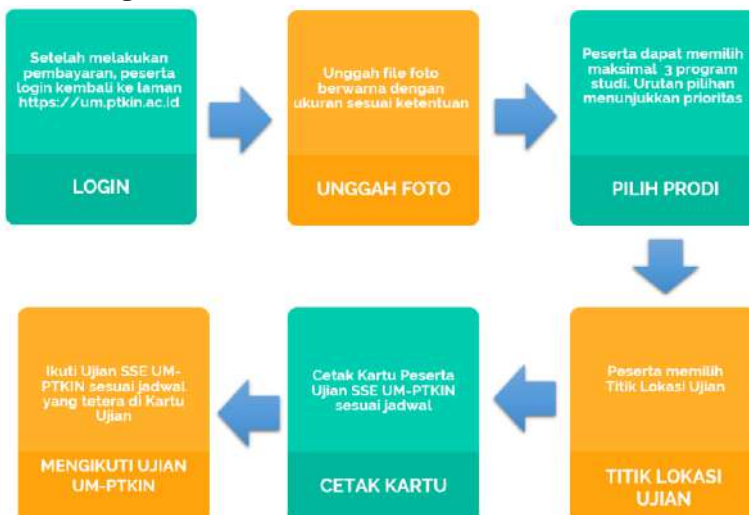 Setelah melakukan
pembayaran, peserta
login kembali ke laman
https://um.ptkin.ac.id
LOGIN
Unggah file foto
berwarna dengan
ukuran sesuai ketentuan
UNGGAH FOTO
Peserta dapat memilih
maksimal 3 program
studi. Urutan pilihan
menunjukkan prioritas
PILIH PRODI
Peserta memilih
Titik Lokasi Ujian
TITIK LOKASI
UJIAN
Cetak Kartu Peserta
Ujian SSE UM-PTKIN
sesuai jadwal
CETAK KARTU
Ikuti Ujian SSE UM-
PTKIN sesuai jadwal
yang tetera di Kartu
Ujian
MENGIKUTI UJIAN
UM-PTKIN